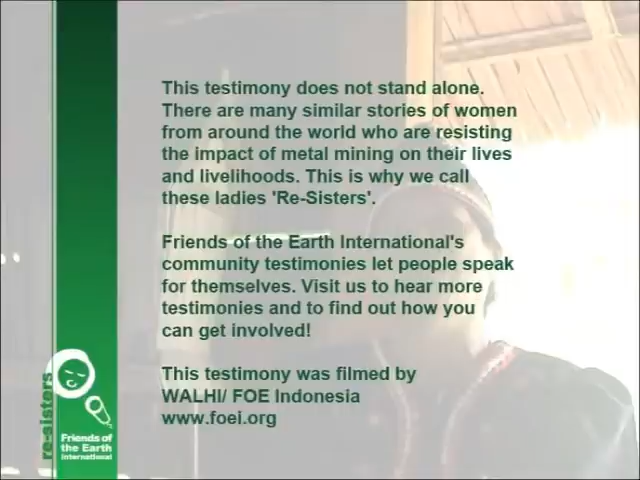 This testimony does not stand alone.
There are many similar stories of women
from around the world who are resisting
the impact of metal mining on their lives
and livelihoods. This is why we call
these ladies 'Re-Sisters'.
Friends of the Earth International's
community testimonies let people speak
for themselves. Visit us to hear more
testimonies and to find out how you
can get involved!
This testimony was filmed by
WALHI/ FOE Indonesia
www.foei.org
re-sisters
Friends of
the Earth
International